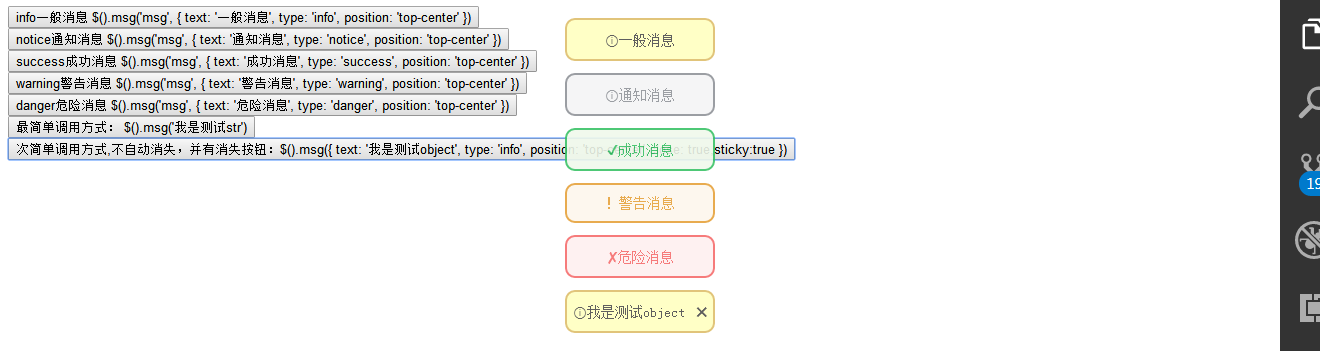 info一般消息 $().msg('msg', { text: '一般消息', type: 'info', position: 'top-center' })
notice通知消息 $().msg('msg', { text: '通知消息', type: 'notice', position: 'top-center' })
success成功消息 $().msg('msg', { text: '成功消息', type: 'success', position: 'top-center' })
warning警告消息 $().msg('msg', { text: '警告消息', type: 'warning', position: 'top-center' })
danger危险消息 $().msg('msg', { text: '危险消息', type: 'danger', position: 'top-center' })
最简单调用方式： $().msg('我是测试str')
次简单调用方式,不自动消失，并有消失按钮：$().msg({ text: '我是测试object', type: 'info', position: true,sticky:true })
一般消息
通知消息
✔成功消息
! 警告消息
✘危险消息
我是测试object ✕